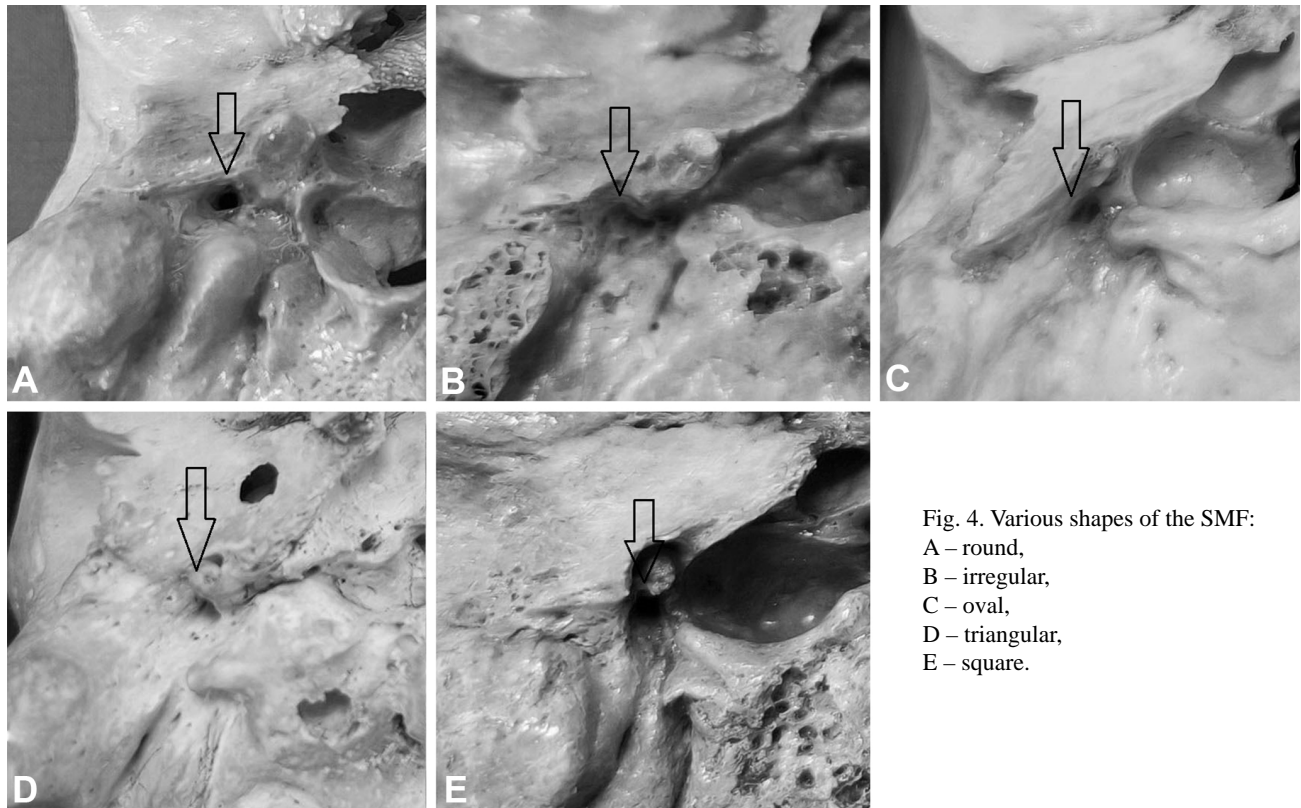 A
B
C
D
E
Fig. 4. Various shapes of the SMF:
A – round,
B – irregular,
C – oval,
D – triangular,
E – square.